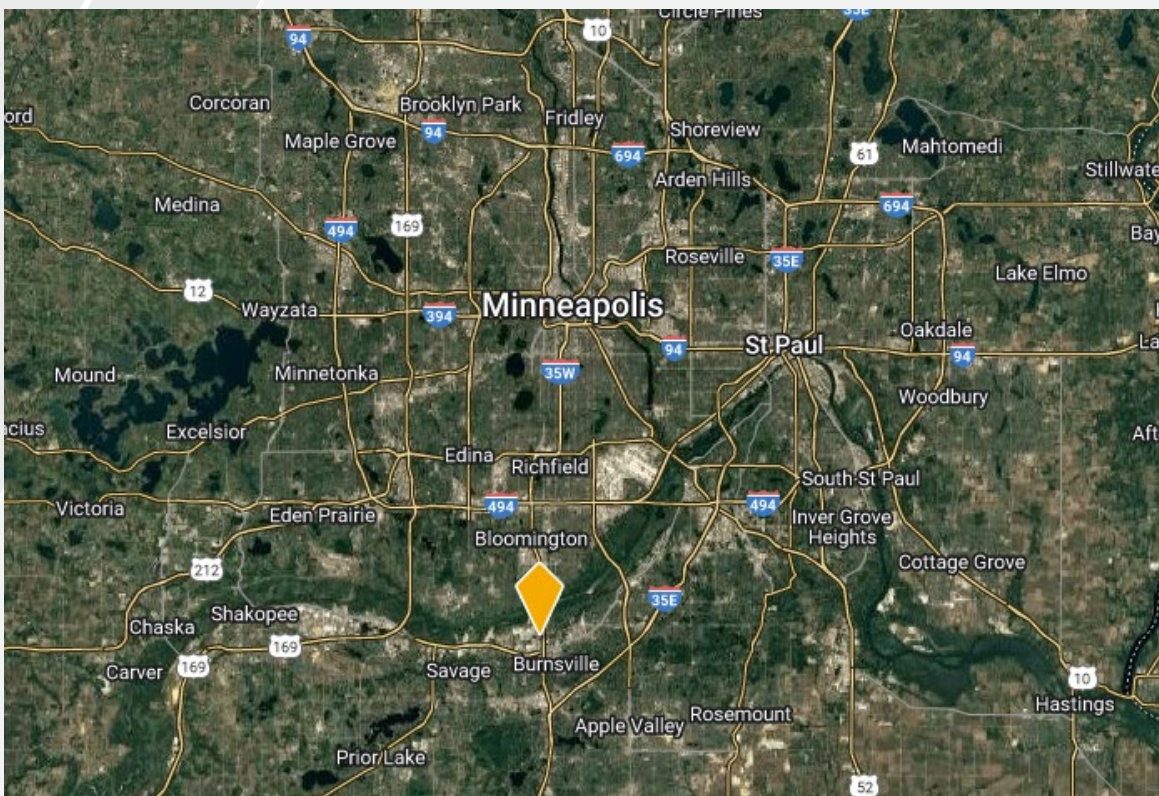 Circle Pines
35E
94
10
Corcoran
Brooklyn Park
ord
Fridley
94
Shoreview
Maple Grove
694
61
Mahtomedi
Stillwate
Arden Hills
Medina
694
494
169
Bay
Roseville
35E
Lake Elmo
12
Wayzata
394
Minneapolis
Oakdale
94
St Paul
94
La
Mound
Minnetonka
35W
Woodbury
acius
Excelsior
Aft
Edina
Richfield
South St Paul
Victoria
Eden Prairie
494
494
Inver Grove
Heights
Bloomington
Cottage Grove
212
35E
Shakopee
Chaska
169
Savage
Burnsville
Carver
169
10
Hastings
Apple Valley
Rosemount
Prior Lake
52